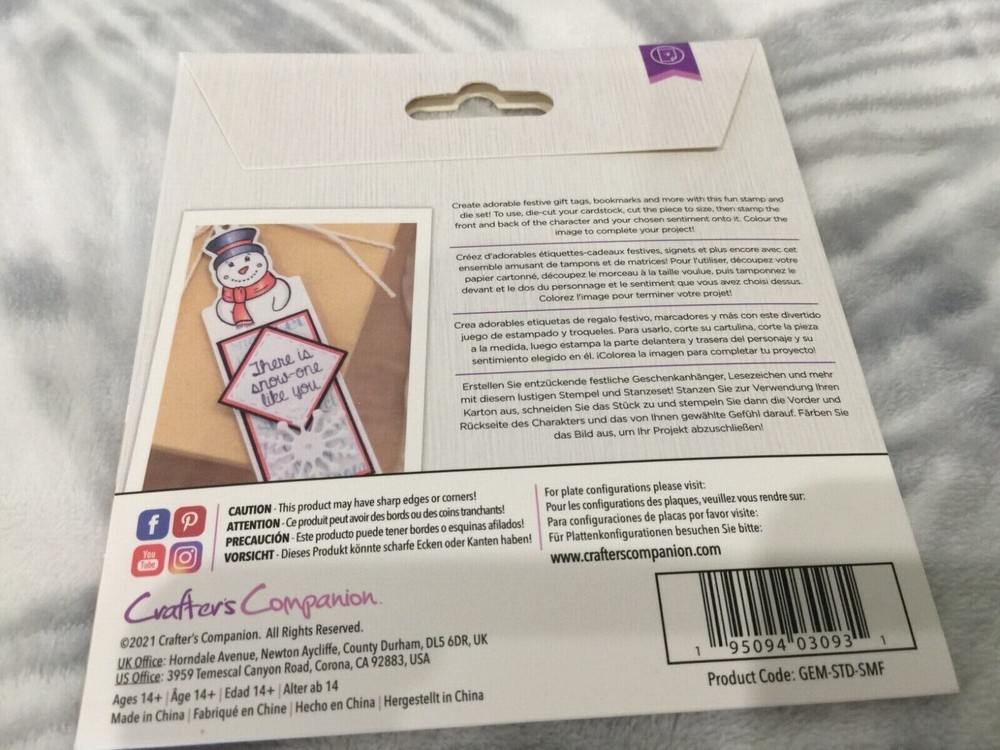 Create adorable festive gift tags, bookmarks and more with this fun stamp and
die set! To use, die-cut your cardstock, cut the piece to size, then stamp the
front and back of the character and your chosen sentiment onto it. Colour the
image to complete your project!
Créez d'adorables étiquettes-cadeaux festives, signets et plus encore avec cet
ensemble amusant de tampons et de matrices! Pour l'utiliser, découpez votre
papier cartonné, découpez le morceau à la taille voulue, puis tamponnez le
devant et le dos du personnage et le sentiment que vous avez choisi dessus.
Colorez l'image pour terminer votre projet!
Crea adorables etiquetas de regalo festivo, marcadores y más con este divertido
juego de estampado y troqueles. Para usarlo, corte su cartulina, corte la pieza
a la medida, luego estampa la parte delantera y trasera del personaje y su
sentimiento elegido en él. ¡Colorea la imagen para completar tu proyecto!
Erstellen Sie entzückende festliche Geschenkanhänger, Lesezeichen und mehr
mit diesem lustigen Stempel und Stanzeset! Stanzen Sie zur Verwendung Ihren
Karton aus, schneiden Sie das Stück zu und stempeln Sie dann die Vorder und
Rückseite des Charakters und das von Ihnen gewählte Gefühl darauf. Färben Sie
das Bild aus, um Ihr Projekt abzuschließen!
There is
snow-one
like you
CAUTION - This product may have sharp edges or corners!
ATTENTION - Ce produit peut avoir des bords ou des coins tranchants!
PRECAUCIÓN - Este producto puede tener bordes o esquinas afilados!
VORSICHT - Dieses Produkt könnte scharfe Ecken oder Kanten haben!
For plate configurations please visit:
Pour les configurations des plaques, veuillez vous rendre sur:
Para configuraciones de placas por favor visite:
Für Plattenkonfigurationen besuchen Sie bitte:
www.crafterscompanion.com
You
Tube
Crafter's Companion.
©2021 Crafter's Companion. All Rights Reserved.
UK Office: Horndale Avenue, Newton Aycliffe, County Durham, DL5 6DR, UK
US Office: 3959 Temescal Canyon Road, Corona, CA 92883, USA
Ages 14+ | Âge 14+ | Edad 14+ | Alter ab 14
Made in China | Fabriqué en Chine | Hecho en China | Hergestellt in China
1 95094 03093 1
Product Code: GEM-STD-SMF